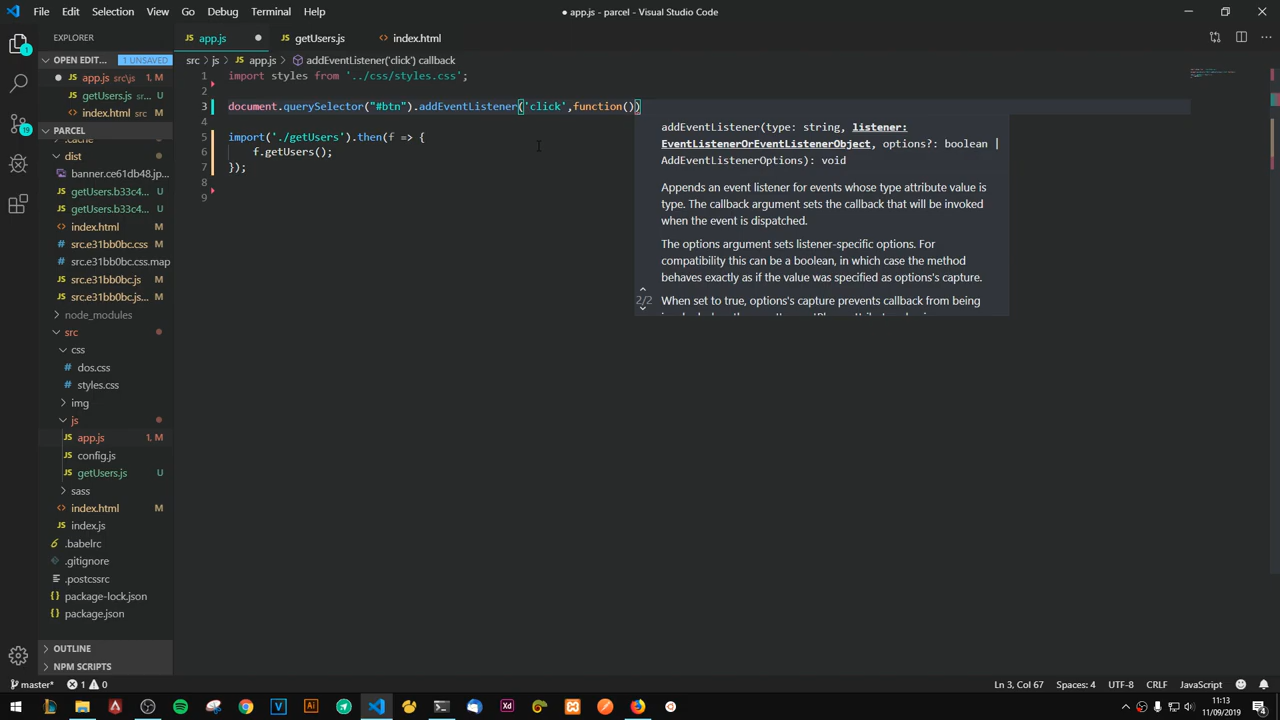 File Edit Selection View Go Debug Terminal Help
● app.js - parcel - Visual Studio Code
EXPLORER
app.js
getUsers.js
index.html
OPEN EDIT... 1 UNSAVED
src > js > app.js > addEventListener('click') callback
app.js src\js 1, M
getUsers.js s... U
index.html src M
PARCEL
.cache
dist
banner.ce61db48.jp...
getUsers.b33c4... U
getUsers.b33c4... U
index.html M
src.e31bb0bc.css M
src.e31bb0bc.css.map
src.e31bb0bc.js M
src.e31bb0bc.js... M
node_modules
src
css
dos.css
styles.css
img
js
app.js 1, M
config.js
getUsers.js U
sass
index.html M
index.js
.babelrc
.gitignore
.postcssrc
package-lock.json
package.json
OUTLINE
NPM SCRIPTS
1 import styles from '../css/styles.css';
2
3 document.querySelector("#btn").addEventListener('click',function())
4
5 import('./getUsers').then(f => {
6 f.getUsers();
7 });
8
9
addEventListener(type: string, listener:
EventListenerOrEventListenerObject, options?: boolean |
AddEventListenerOptions): void
Appends an event listener for events whose type attribute value is
type. The callback argument sets the callback that will be invoked
when the event is dispatched.
The options argument sets listener-specific options. For
compatibility this can be a boolean, in which case the method
behaves exactly as if the value was specified as options's capture.
2/2
When set to true, options's capture prevents callback from being
master* 1 0
Ln 3, Col 67 Spaces: 4 UTF-8 CRLF JavaScript
11:13
11/09/2019